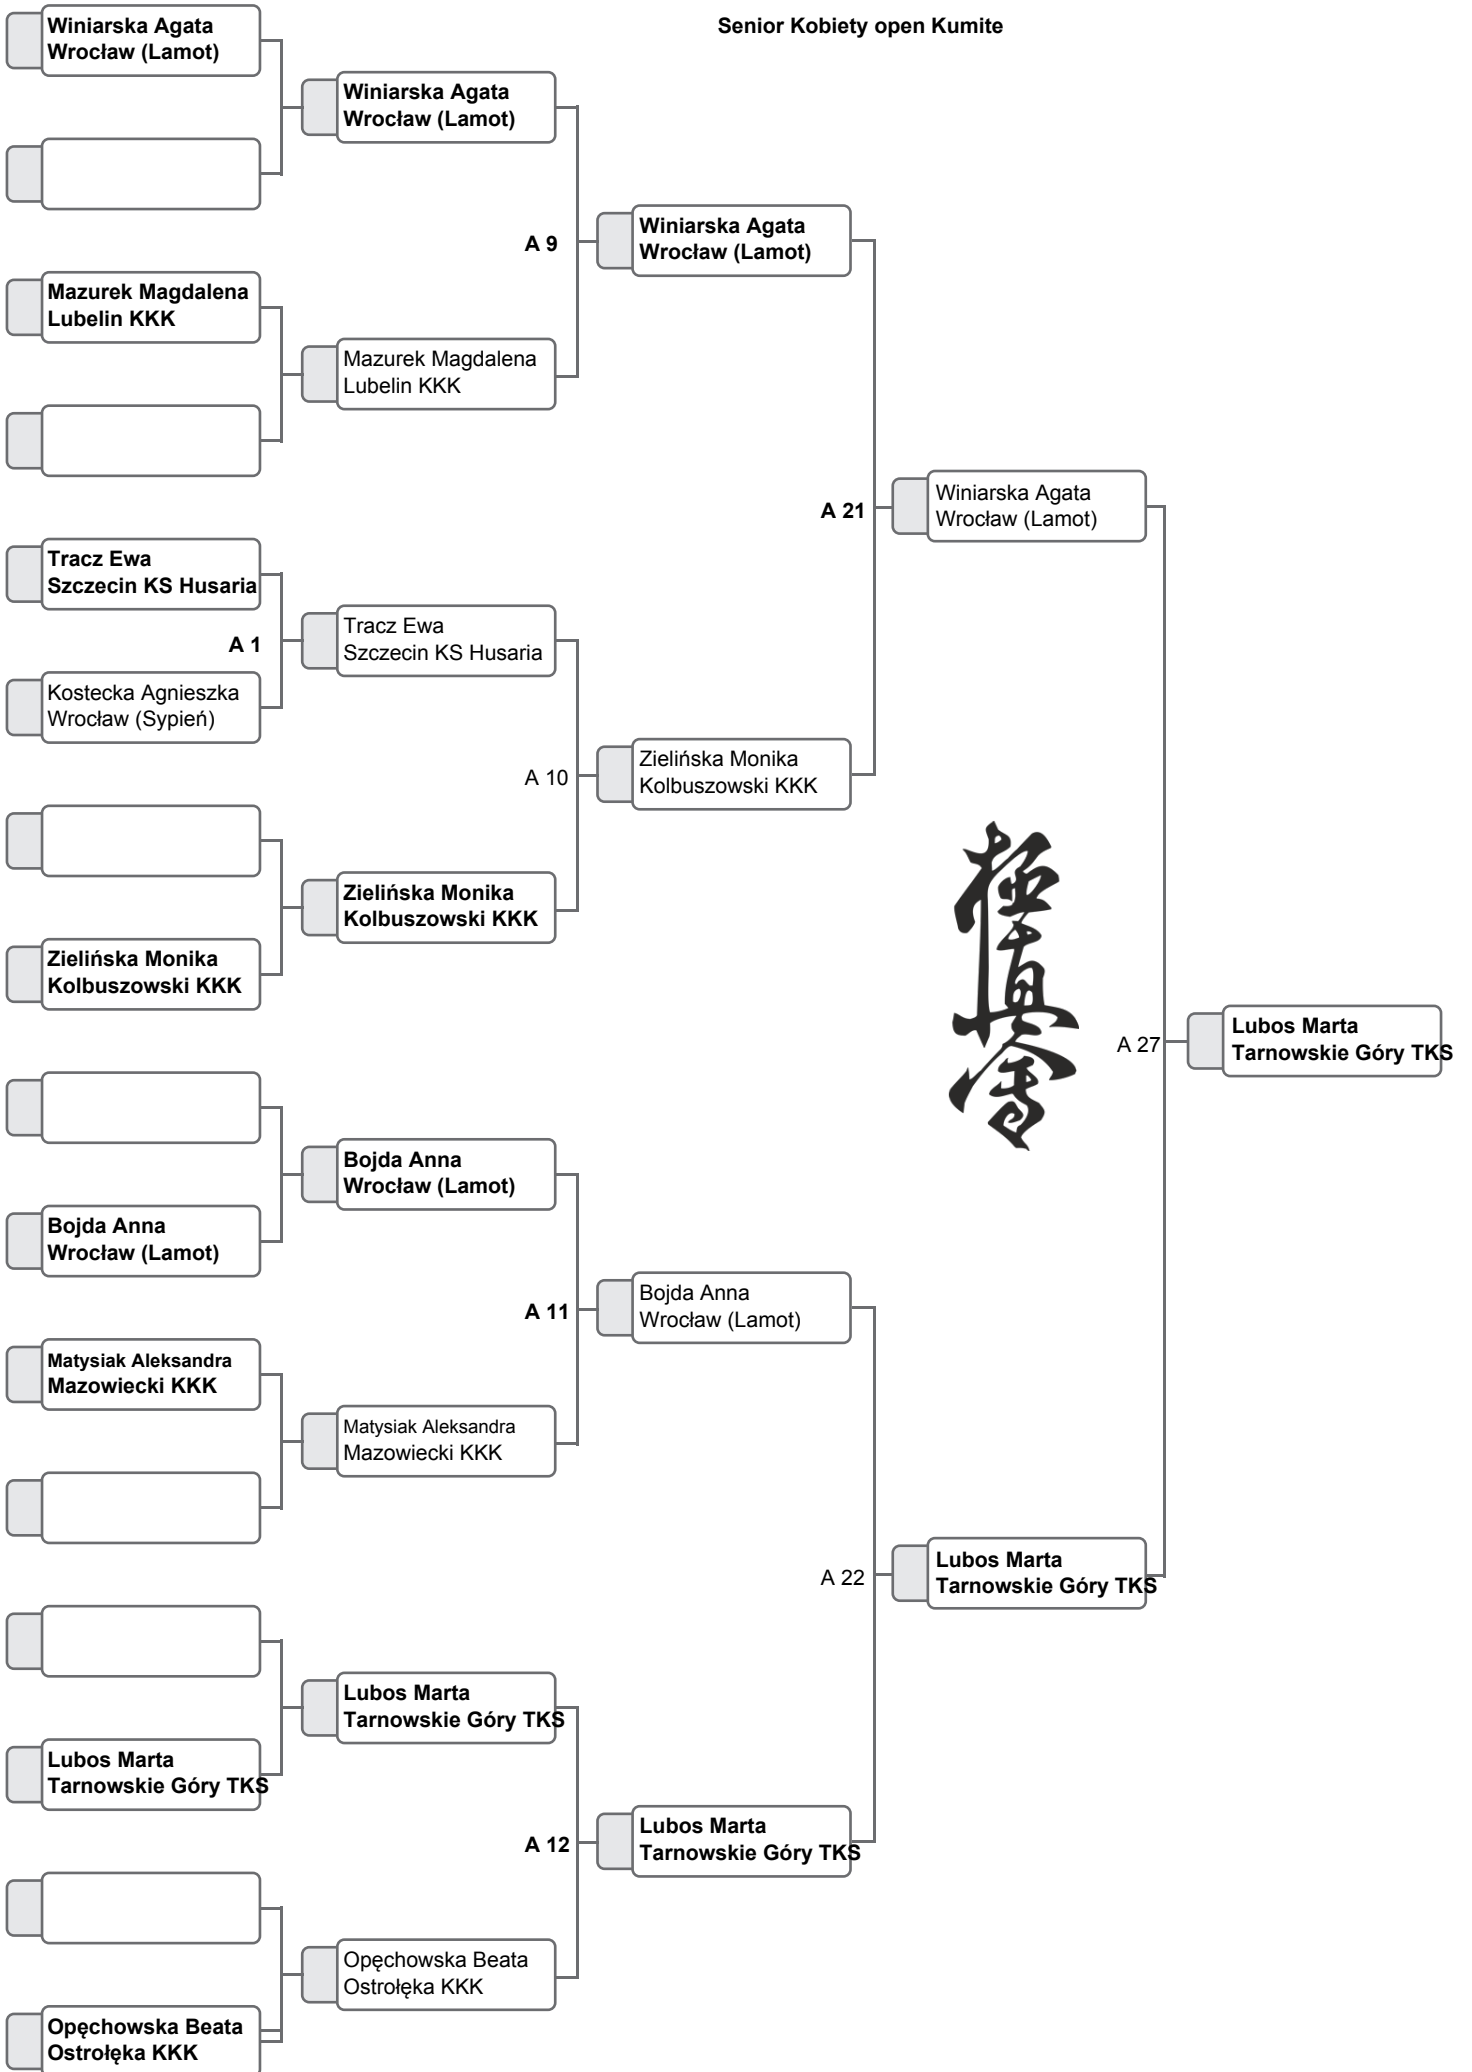 Senior Kobiety open Kumite
Winiarska Agata
Wrocław (Lamot)
Mazurek Magdalena
Lubelin KKK
Tracz Ewa
Szczecin KS Husaria
A 1
Kostecka Agnieszka
Wrocław (Sypień)
Zielińska Monika
Kolbuszowski KKK
Bojda Anna
Wrocław (Lamot)
Matysiak Aleksandra
Mazowiecki KKK
Lubos Marta
Tarnowskie Góry TKS
Opęchowska Beata
Ostrołęka KKK
Winiarska Agata
Wrocław (Lamot)
A 9
Mazurek Magdalena
Lubelin KKK
Tracz Ewa
Szczecin KS Husaria
A 10
Zielińska Monika
Kolbuszowski KKK
Bojda Anna
Wrocław (Lamot)
A 11
Matysiak Aleksandra
Mazowiecki KKK
Lubos Marta
Tarnowskie Góry TKS
A 12
Opęchowska Beata
Ostrołęka KKK
Winiarska Agata
Wrocław (Lamot)
A 21
Zielińska Monika
Kolbuszowski KKK
Bojda Anna
Wrocław (Lamot)
A 22
Lubos Marta
Tarnowskie Góry TKS
Winiarska Agata
Wrocław (Lamot)
極真会
A 27
Lubos Marta
Tarnowskie Góry TKS
Lubos Marta
Tarnowskie Góry TKS